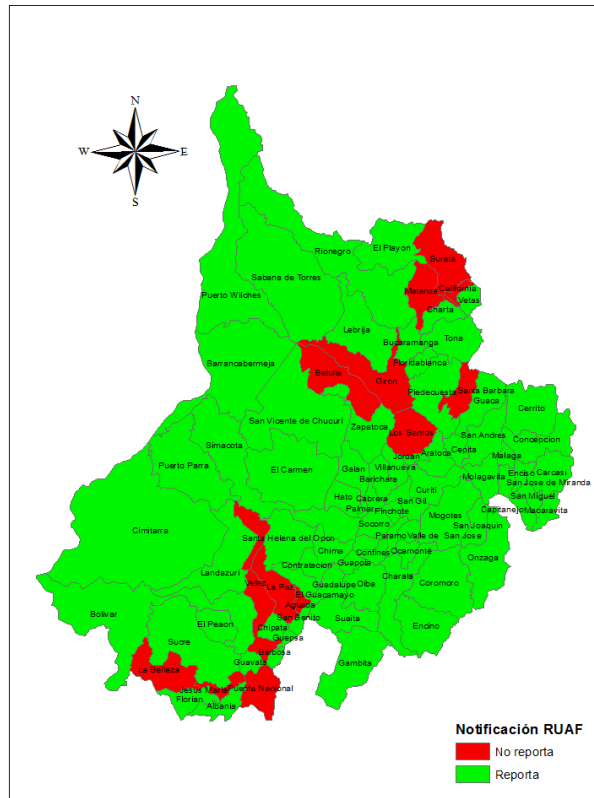 N
W E
S
El Playon
Rionegro
Surata
Sabana de Torres
Matanza California
Puerto Wilches
Vetas
Charta
Lebrija
Bucaramanga Tona
Barrancabermeja
Floridablanca
Betulia
Giron
Piedecuesta Santa Barbara
Guaca
Cerrito
San Vicente de Chucuri
Zapatoca
Los Santos
San Andres
Concepcion
Simacota
Jordan Aratoca Cepita
Malaga
Puerto Parra
El Carmen
Galan Villanueva
Enciso Carcasi
Barichara
Molagavita
San Jose de Miranda
Hato Cabrera
Curiti
San Miguel
Palmar Pinchote
San Gil
Capitanejo Macaravita
Mogotes
Cimitarra
Socorro
San Joaquin
Santa Helena del Opon
Paramo Valle de San Jose
Chima Confines Ocamonte
Onzaga
Contratacion Guapota
Landazuri
Velez La Paz
Guadalupe Oiba
Charala
Coromoro
El Guacamayo
Aguada
Bolivar
San Benito
El Peaon
Chipata
Suaita
Encino
Sucre
Guepsa
Barbosa
Guavata
Gambita
La Belleza
Jesus Maria Puente Nacional
Florian
Albania
Notificación RUAF
No reporta
Reporta